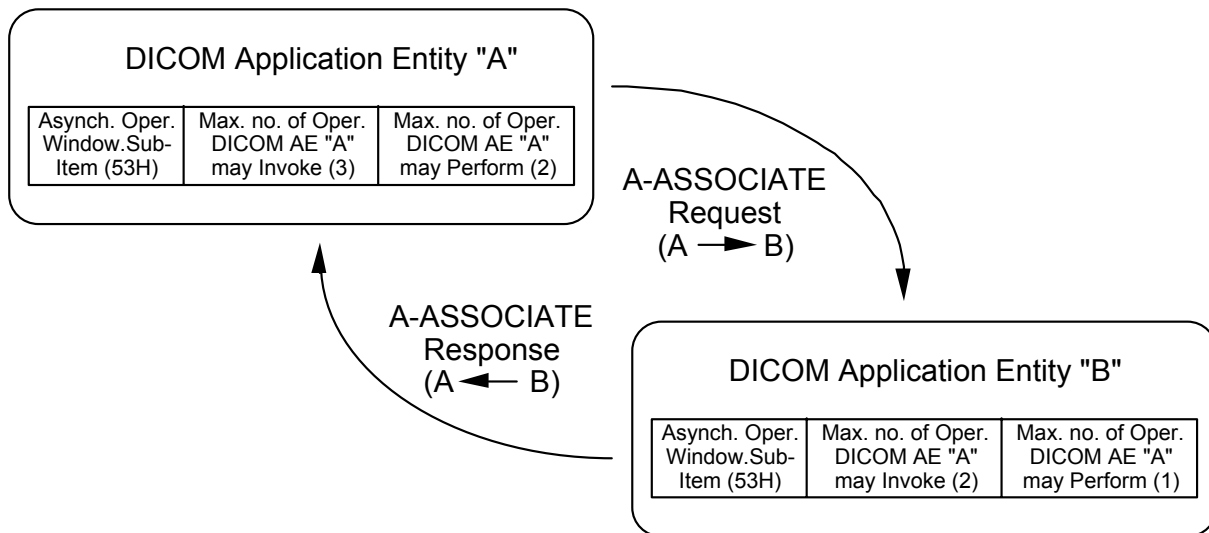 DICOM Application Entity "A"
Asynch. Oper.
Window.Sub-
Item (53H)
Max. no. of Oper.
DICOM AE "A"
may Invoke (3)
Max. no. of Oper.
DICOM AE "A"
may Perform (2)
A-ASSOCIATE
Request
(A B)
A-ASSOCIATE
Response
(A B)
DICOM Application Entity "B"
Asynch. Oper.
Window.Sub-
Item (53H)
Max. no. of Oper.
DICOM AE "A"
may Invoke (2)
Max. no. of Oper.
DICOM AE "A"
may Perform (1)